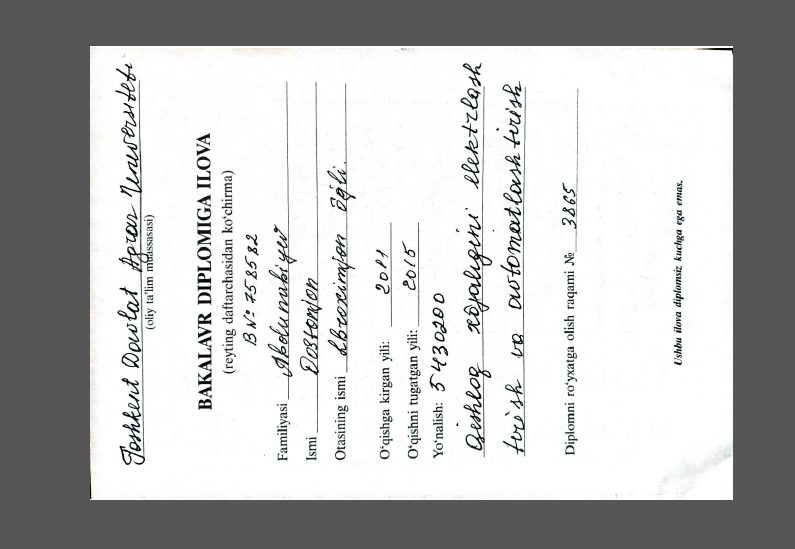 Toshkent Davlat Agrar Universiteti
(oliy ta'lim muassasasi)
BAKALAVR DIPLOMIGA ILOVA
(reyting daftarchasidan ko'chirma)
B № 758582
Familiyasi Abdunabiyev
Ismi Dostonjon
Otasining ismi Ibroximjon o'g'li.
O'qishga kirgan yili: 2011
O'qishni tugatgan yili: 2015
Yo'nalish: 5430200
Qishloq xo'jaligini elektrlash
tirish va avtomatlashtirish
Diplomni ro'yxatga olish raqami № 3865
Ushbu ilova diplomsiz kuchga ega emas.